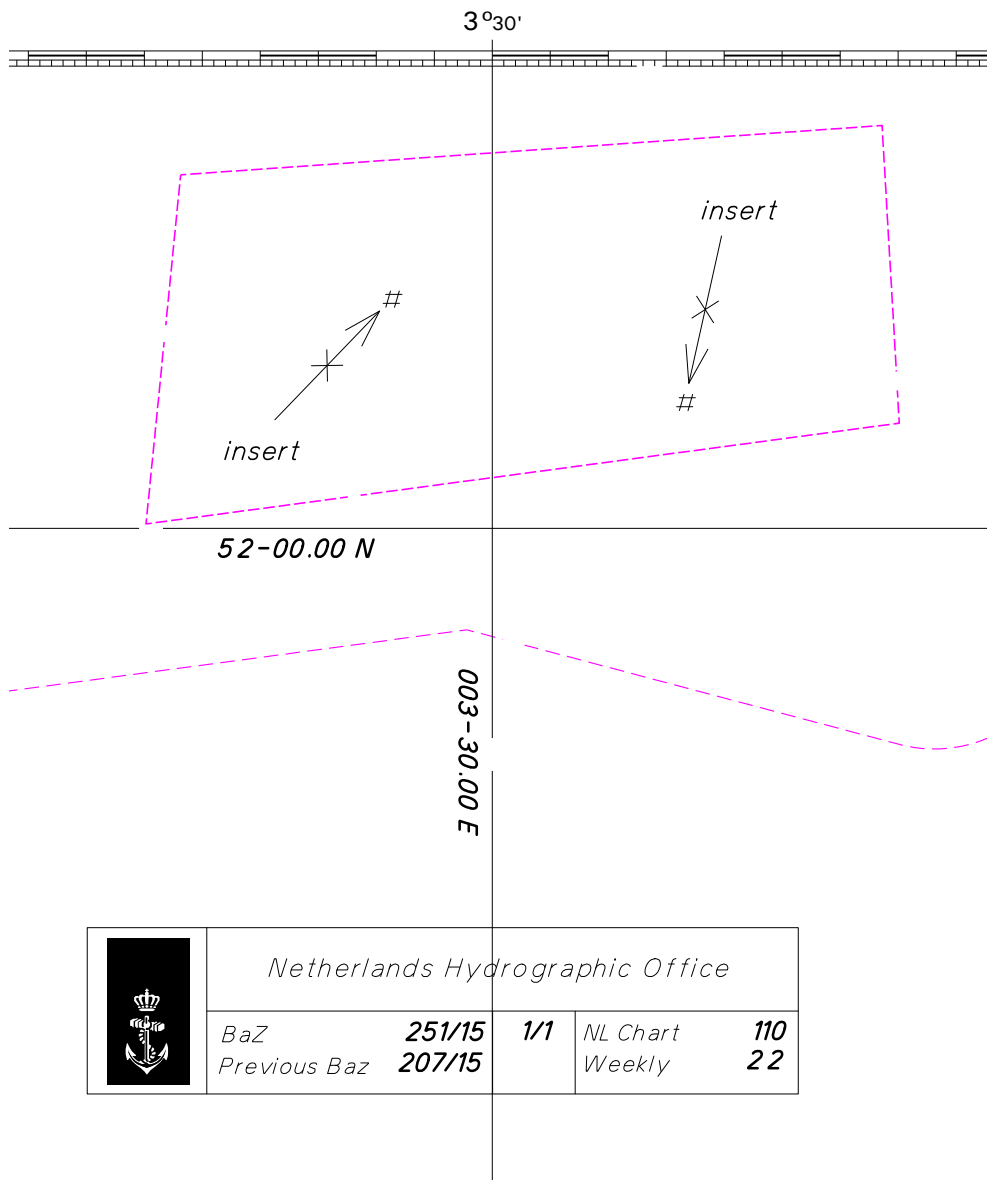 3°30'
insert
#
#
insert
52-00.00 N
003-30.00 E
Netherlands Hydrographic Office
BaZ 251/15 1/1 NL Chart 110
Previous Baz 207/15 Weekly 22